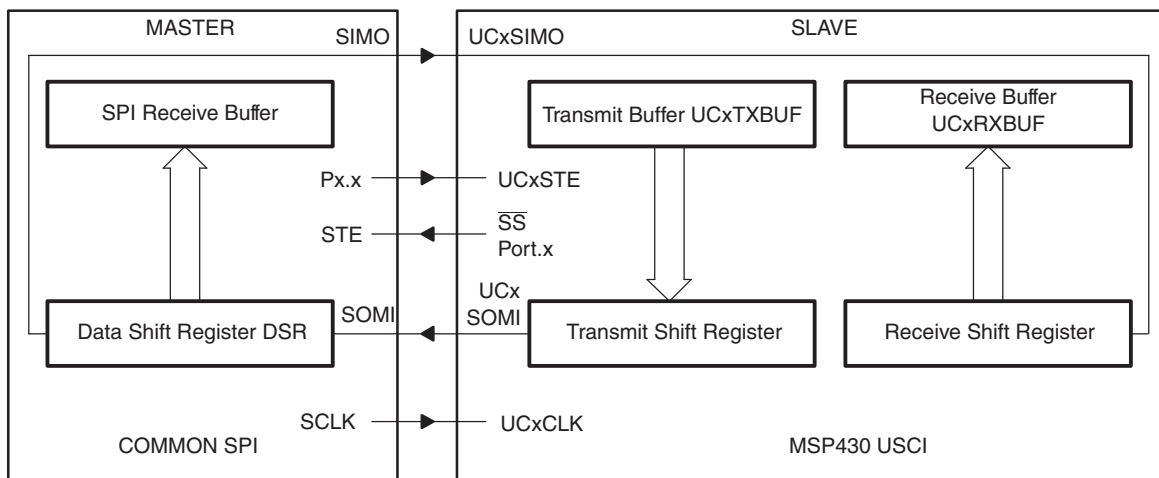 MASTER
SLAVE
SIMO
UCxSIMO
SPI Receive Buffer
Transmit Buffer UCxTXBUF
Receive Buffer
UCxRXBUF
Px.x
UCxSTE
STE
SS
Port.x
UCx
SOMI
SOMI
Data Shift Register DSR
Transmit Shift Register
Receive Shift Register
SCLK
UCxCLK
COMMON SPI
MSP430 USCI